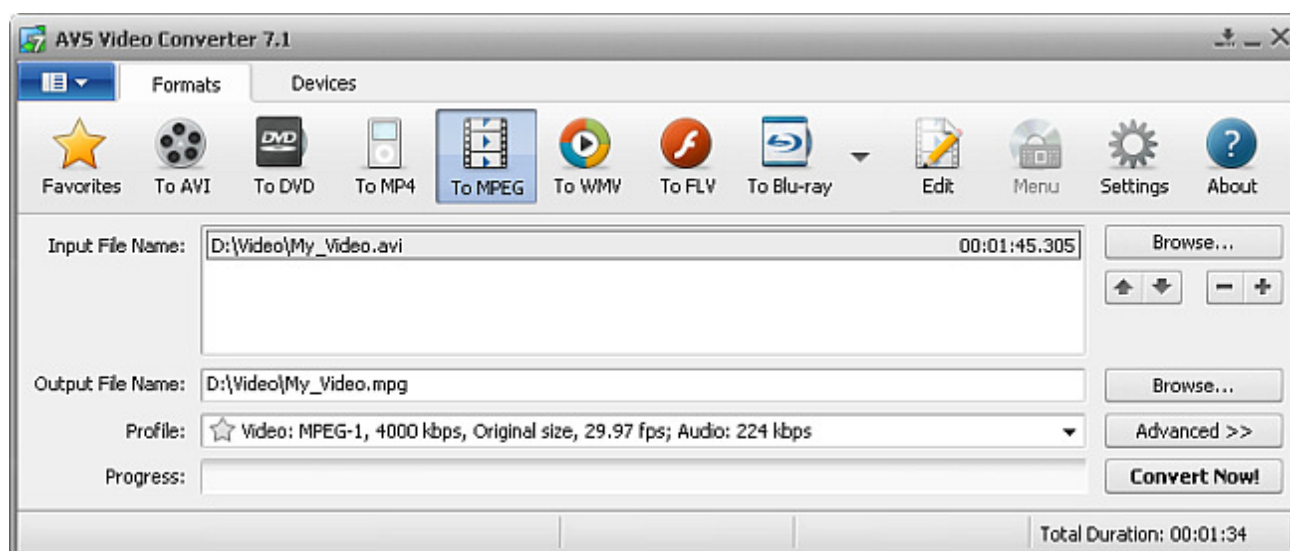 AVS Video Converter 7.1
Formats Devices
Favorites To AVI DVD To DVD To MP4 To MPEG To WMV To FLV To Blu-ray Edit Menu Settings ? About
Input File Name: D:\Video\My_Video.avi 00:01:45.305 Browse...
Output File Name: D:\Video\My_Video.mpg Browse...
Profile: Video: MPEG-1, 4000 kbps, Original size, 29.97 fps; Audio: 224 kbps Advanced >>
Progress: Convert Now!
Total Duration: 00:01:34